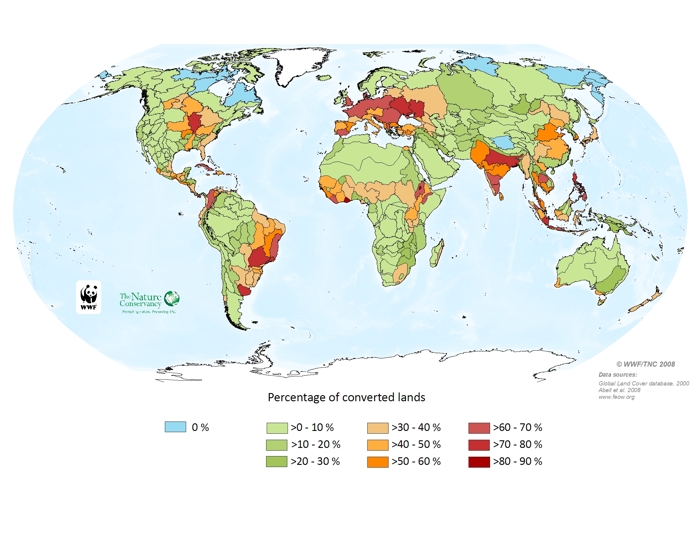 WWF
The Nature
Conservancy
Protecting nature. Preserving life.
© WWF/TNC 2008
Data sources:
Global Land Cover database, 2000
Abell et al. 2008
www.feow.org
Percentage of converted lands
0 %
>0 - 10 %
>10 - 20 %
>20 - 30 %
>30 - 40 %
>40 - 50 %
>50 - 60 %
>60 - 70 %
>70 - 80 %
>80 - 90 %